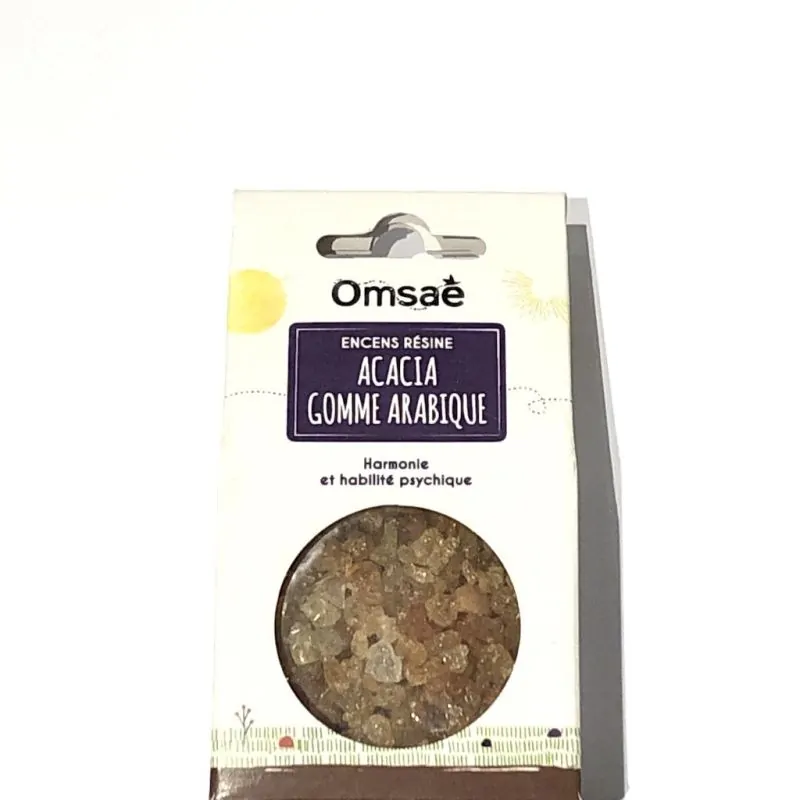 Omsaé
ENCENS RÉSINE
ACACIA
GOMME ARABIQUE
Harmonie
et habilité psychique